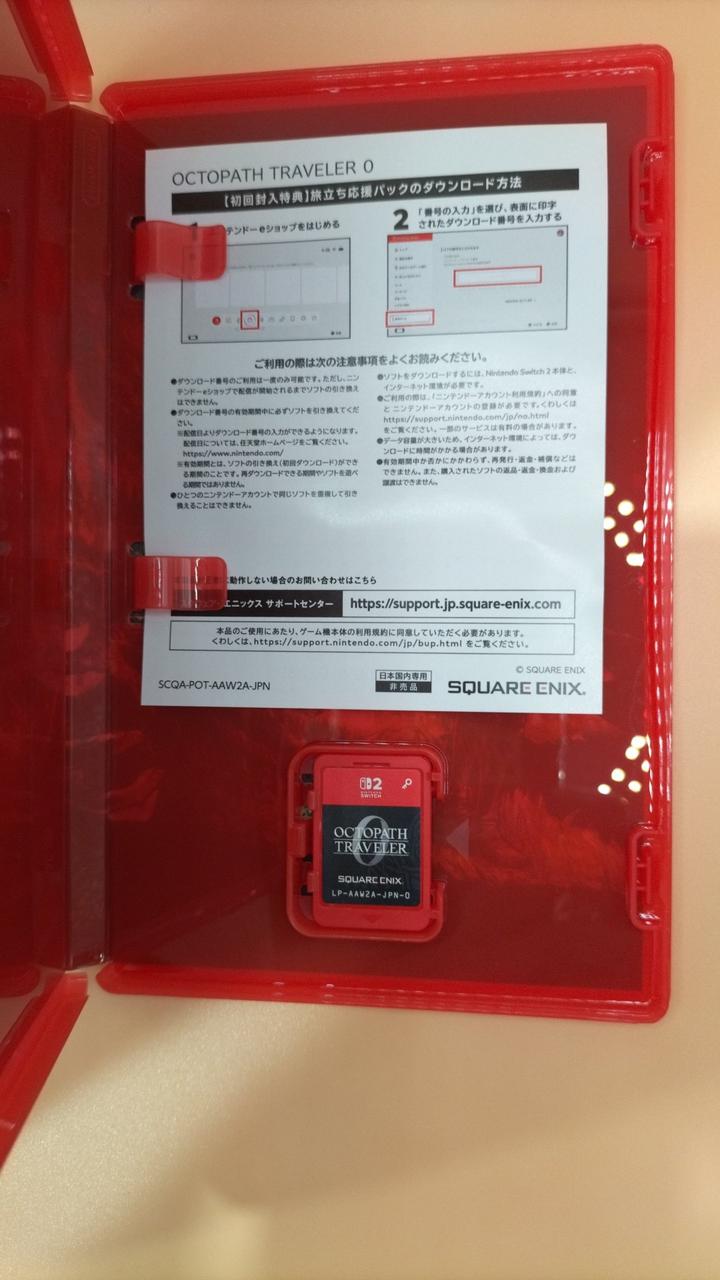 OCTOPATH TRAVELER 0
【初回封入特典】旅立ち応援パックのダウンロード方法
テンドーeショップをはじめる
2 「番号の入力」を選び、表面に印字
されたダウンロード番号を入力する
ご利用の際は次の注意事項をよくお読みください。
●ダウンロード番号のご利用は一度のみ可能です。ただし、ニン
テンドーeショップで配信が開始されるまでソフトの引き換え
はできません。
●ダウンロード番号の有効期間中に必ずソフトを引き換えてくだ
さい。
※配信日よりダウンロード番号の入力ができるようになります。
配信日については、任天堂ホームページをご覧ください。
https://www.nintendo.com/
※有効期間とは、ソフトの引き換え(初回ダウンロード)ができ
る期間のことです。再ダウンロードできる期間やソフトを遊べ
る期間ではありません。
●ひとつのニンテンドーアカウントで同じソフトを重複して引き
換えることはできません。
●ソフトをダウンロードするには、Nintendo Switch 2 本体と、
インターネット環境が必要です。
●ご利用の際は、「ニンテンドーアカウント利用規約」への同意
と ニンテンドーアカウントの登録が必要です。くわしくは
https://support.nintendo.com/jp/no.html
をご覧ください。一部のサービスは有料の場合があります。
●データ容量が大きいため、インターネット環境によっては、ダウ
ンロードに時間がかかる場合があります。
●有効期間中か否かにかかわらず、再発行・返金・補償などは
できません。また、購入されたソフトの返品・返金・換金および
譲渡はできません。
に動作しない場合のお問い合わせはこちら
エニックス サポートセンター
https://support.jp.square-enix.com
本品のご使用にあたり、ゲーム機本体の利用規約に同意していただく必要があります。
くわしくは、https://support.nintendo.com/jp/bup.html をご覧ください。
© SQUARE ENIX
SCQA-POT-AAW2A-JPN
日本国内専用
非売品
SQUARE ENIX.
2
NINTENDO
SWITCH
OCTOPATH
TRAVELER
0
SQUARE ENIX.
LP-AAW2A-JPN-0